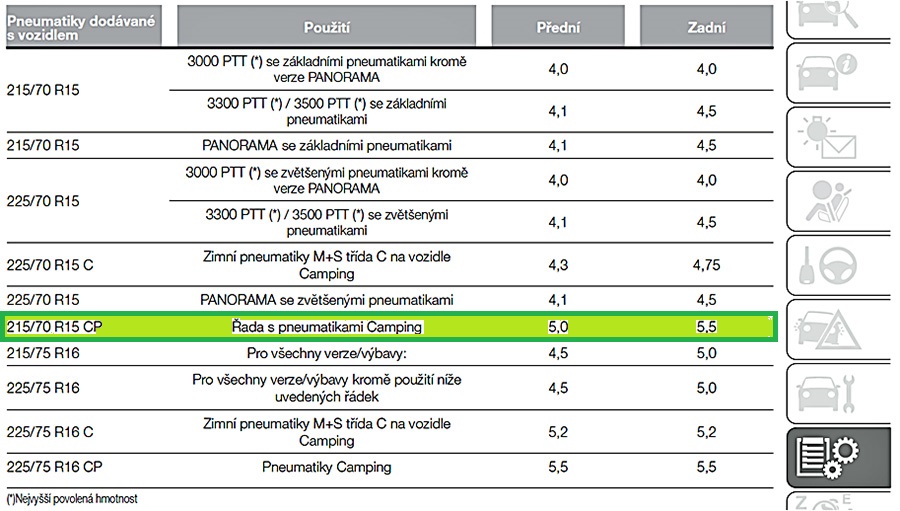 Pneumatiky dodávané
s vozidlem
Použití
Přední
Zadní
215/70 R15
3000 PTT (*) se základními pneumatikami kromě
verze PANORAMA
4,0
4,0
3300 PTT (*) / 3500 PTT (*) se základními
pneumatikami
4,1
4,5
215/70 R15
PANORAMA se základními pneumatikami
4,1
4,5
225/70 R15
3000 PTT (*) se zvětšenými pneumatikami kromě
verze PANORAMA
4,0
4,0
3300 PTT (*) / 3500 PTT (*) se zvětšenými
pneumatikami
4,1
4,5
225/70 R15 C
Zimní pneumatiky M+S třída C na vozidle
Camping
4,3
4,75
225/70 R15
PANORAMA se zvětšenými pneumatikami
4,1
4,5
215/70 R15 CP
Řada s pneumatikami Camping
5,0
5,5
215/75 R16
Pro všechny verze/výbavy:
4,5
5,0
225/75 R16
Pro všechny verze/výbavy kromě použití níže
uvedených řádek
4,5
5,0
225/75 R16 C
Zimní pneumatiky M+S třída C na vozidle
Camping
5,2
5,2
225/75 R16 CP
Pneumatiky Camping
5,5
5,5
(*)Nejvyšší povolená hmotnost
Z E